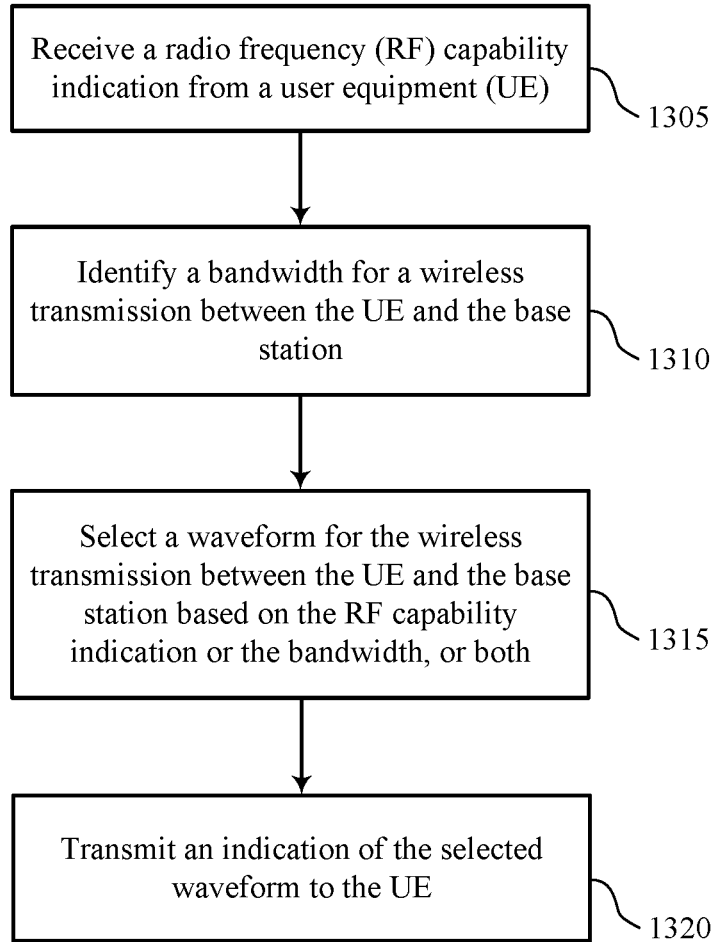 Receive a radio frequency (RF) capability
indication from a user equipment (UE)
1305
Identify a bandwidth for a wireless
transmission between the UE and the base
station
1310
Select a waveform for the wireless
transmission between the UE and the base
station based on the RF capability
indication or the bandwidth, or both
1315
Transmit an indication of the selected
waveform to the UE
1320